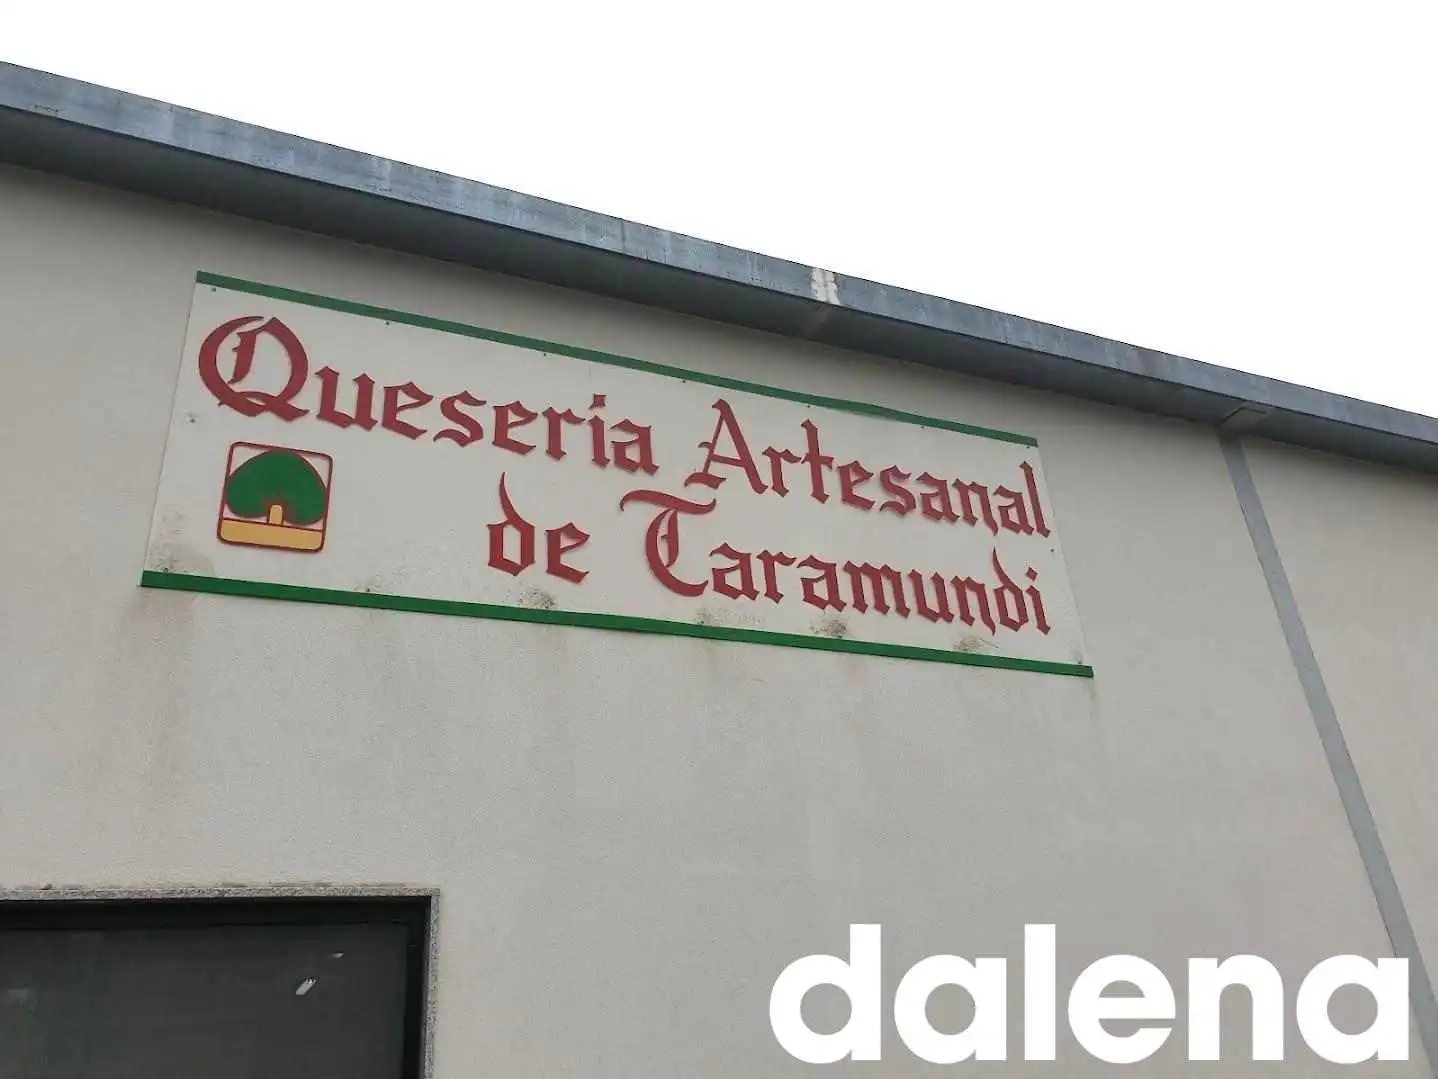 Queseria Artesanal
de Taramundi
dalena